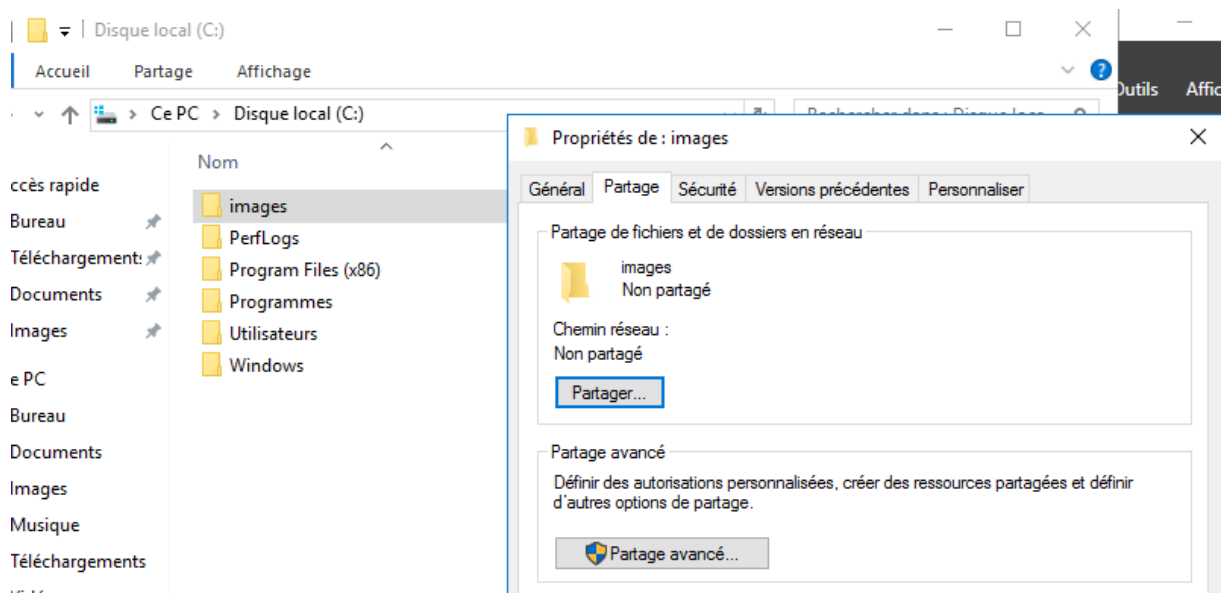 Disque local (C:)
Accueil Partage Affichage
Outils Affic
Ce PC > Disque local (C:)
Propriétés de : images
Nom
ccès rapide
Bureau
Téléchargement:
Documents
Images
e PC
Bureau
Documents
Images
Musique
Téléchargements
images
PerfLogs
Program Files (x86)
Programmes
Utilisateurs
Windows
Général Partage Sécurité Versions précédentes Personnaliser
Partage de fichiers et de dossiers en réseau
images
Non partagé
Chemin réseau :
Non partagé
Partager...
Partage avancé
Définir des autorisations personnalisées, créer des ressources partagées et définir
d'autres options de partage.
Partage avancé...